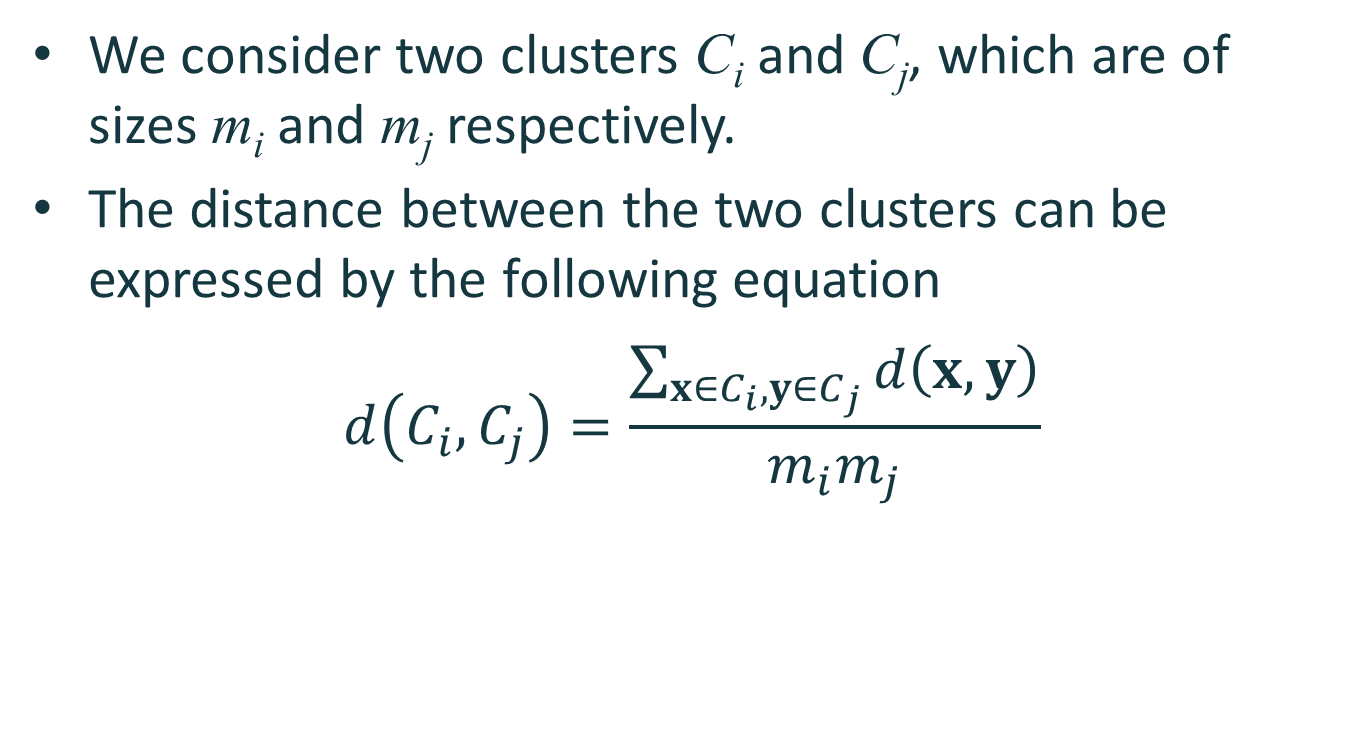 • We consider two clusters Cᵢ and Cⱼ, which are of
sizes mᵢ and mⱼ respectively.
• The distance between the two clusters can be
expressed by the following equation
d(Cᵢ, Cⱼ) = ∑_{𝐱∈Cᵢ,𝐲∈Cⱼ} d(𝐱, 𝐲) / mᵢmⱼ